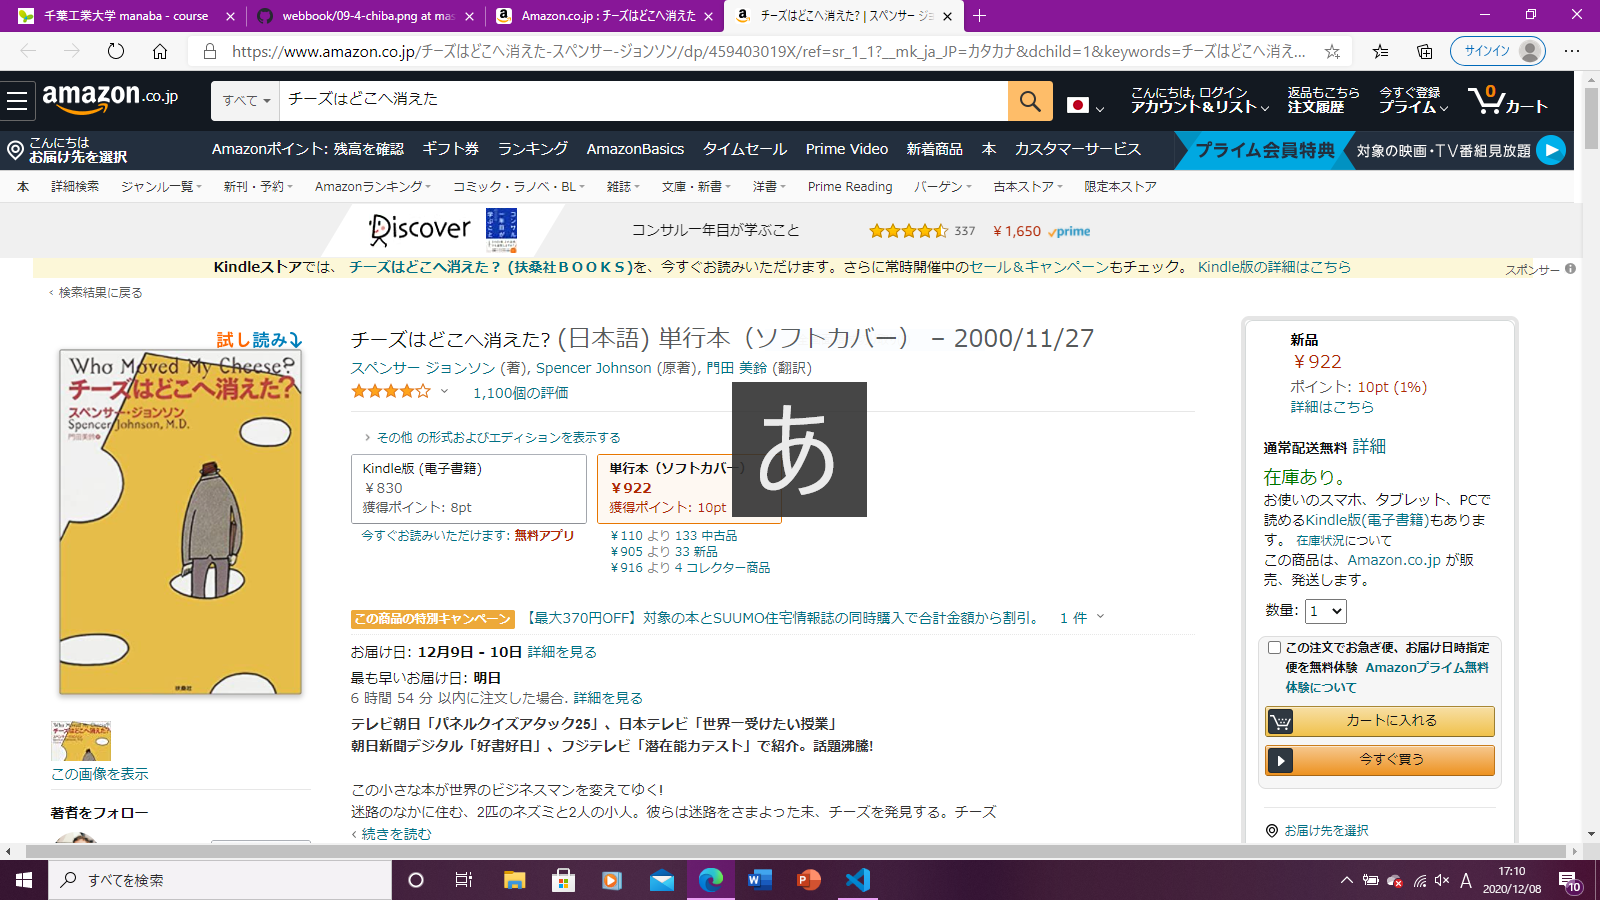 千葉工業大学 manaba - course
webbook/09-4-chiba.png at mas
Amazon.co.jp : チーズはどこへ消えた
チーズはどこへ消えた? | スペンサー ジョ
https://www.amazon.co.jp/チーズはどこへ消えた-スペンサー-ジョンソン/dp/459403019X/ref=sr_1_1?__mk_ja_JP=カタカナ&dchild=1&keywords=チーズはどこへ消え...
サインイン
amazon.co.jp
すべて
チーズはどこへ消えた
こんにちは, ログイン
アカウント&リスト
返品もこちら
注文履歴
今すぐ登録
プライム
0
カート
こんにちは
お届け先を選択
Amazonポイント: 残高を確認 ギフト券 ランキング AmazonBasics タイムセール Prime Video 新着商品 本 カスタマーサービス
プライム会員特典 対象の映画・TV番組見放題
本 詳細検索 ジャンル一覧 新刊・予約 Amazonランキング コミック・ラノベ・BL 雑誌 文庫・新書 洋書 Prime Reading バーゲン 古本ストア 限定本ストア
Discover
コンサル一年目が学ぶこと
337
￥1,650 prime
Kindleストアでは、 チーズはどこへ消えた？ (扶桑社ＢＯＯＫＳ)を、今すぐお読みいただけます。さらに常時開催中のセール＆キャンペーンもチェック。 Kindle版の詳細はこちら
スポンサー
‹ 検索結果に戻る
試し読み
Who Moved My Cheese?
チーズはどこへ消えた?
スペンサー・ジョンソン
Spencer Johnson, M.D.
門田美鈴
扶桑社
この画像を表示
著者をフォロー
チーズはどこへ消えた? (日本語) 単行本（ソフトカバー） – 2000/11/27
スペンサー ジョンソン (著), Spencer Johnson (原著), 門田 美鈴 (翻訳)
1,100個の評価
その他 の形式およびエディションを表示する
Kindle版 (電子書籍)
￥830
獲得ポイント: 8pt
今すぐお読みいただけます: 無料アプリ
単行本（ソフトカバー）
￥922
獲得ポイント: 10pt
￥110 より 133 中古品
￥905 より 33 新品
￥916 より 4 コレクター商品
あ
この商品の特別キャンペーン 【最大370円OFF】対象の本とSUUMO住宅情報誌の同時購入で合計金額から割引。 1 件
お届け日: 12月9日 - 10日 詳細を見る
最も早いお届け日: 明日
6 時間 54 分 以内に注文した場合. 詳細を見る
テレビ朝日「パネルクイズアタック25」、日本テレビ「世界一受けたい授業」
朝日新聞デジタル「好書好日」、フジテレビ「潜在能力テスト」で紹介。話題沸騰!
この小さな本が世界のビジネスマンを変えてゆく!
迷路のなかに住む、2匹のネズミと2人の小人。彼らは迷路をさまよった末、チーズを発見する。チーズ
‹ 続きを読む
新品
￥922
ポイント: 10pt (1%)
詳細はこちら
通常配送無料 詳細
在庫あり。
お使いのスマホ、タブレット、PCで
読めるKindle版(電子書籍)もありま
す。 在庫状況について
この商品は、Amazon.co.jp が販
売、発送します。
数量: 1
この注文でお急ぎ便、お届け日時指定
便を無料体験 Amazonプライム無料
体験について
カートに入れる
今すぐ買う
お届け先を選択
すべてを検索
A
17:10
2020/12/08
10